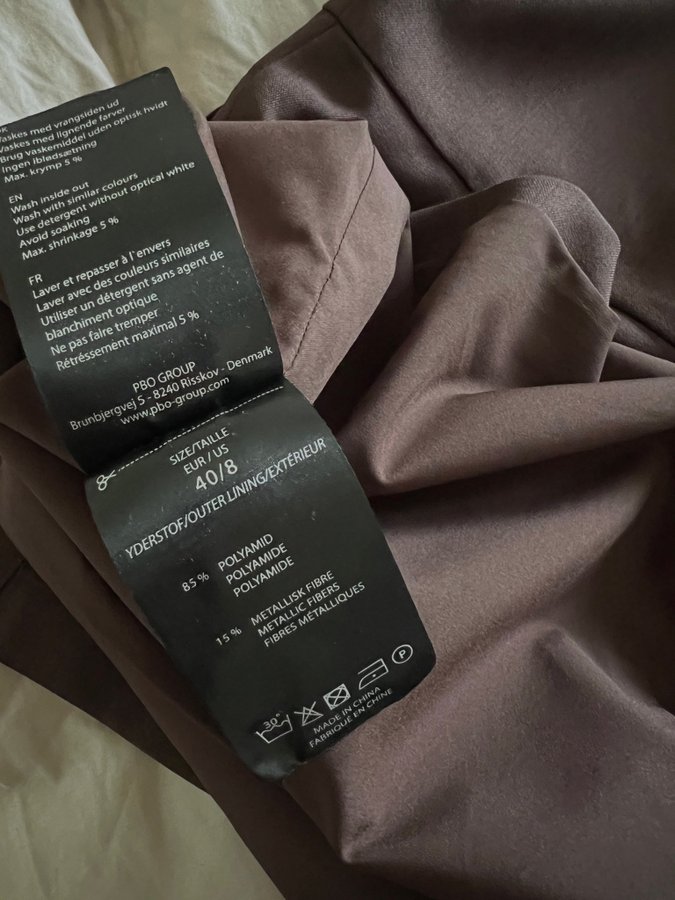 DK
Vaskes med vrangsiden ud
Vaskes med lignende farver
Brug vaskemiddel uden optisk hvidt
Ingen iblødsætning
Max. krymp 5 %
EN
Wash inside out
Wash with similar colours
Use detergent without optical white
Avoid soaking
Max. shrinkage 5 %
FR
Laver et repasser à l'envers
Laver avec des couleurs similaires
Utiliser un détergent sans agent de
blanchiment optique
Ne pas faire tremper
Rétréssement maximal 5 %
PBO GROUP
Brunbjergvej 5 - 8240 Risskov - Denmark
www.pbo-group.com
SIZE/TAILLE
EUR / US
40/8
YDERSTOF/OUTER LINING/EXTÉRIEUR
85 % POLYAMID
POLYAMIDE
POLYAMIDE
15 % METALLISK FIBRE
METALLIC FIBERS
FIBRES MÉTALLIQUES
30° P
MADE IN CHINA
FABRIQUÉ EN CHINE